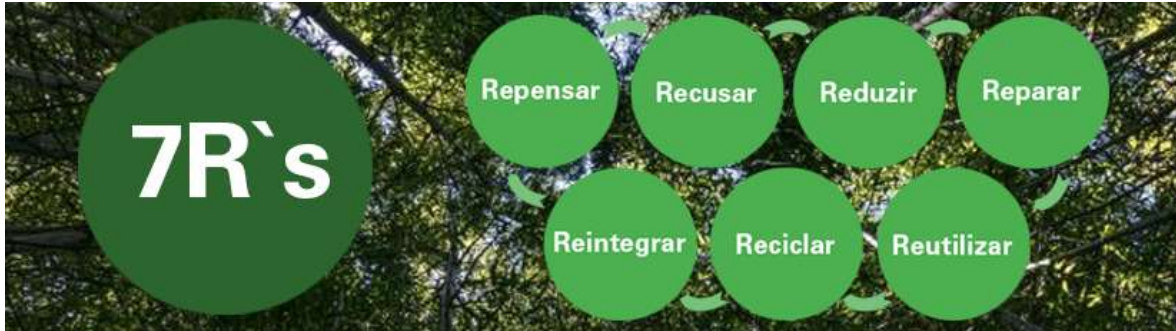 7R`s
Repensar
Recusar
Reduzir
Reparar
Reutilizar
Reciclar
Reintegrar